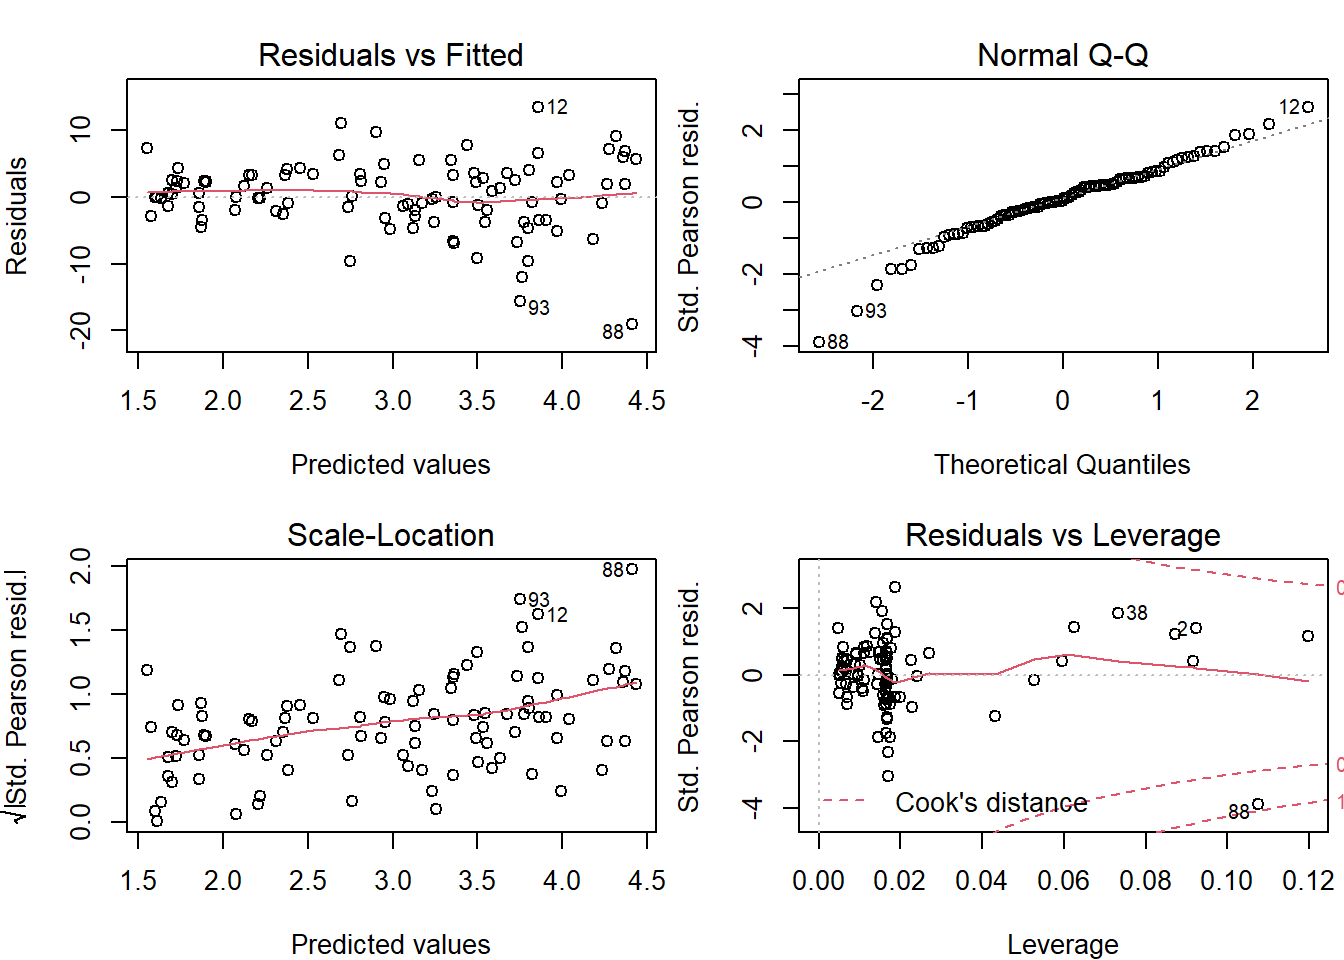 Residuals vs Fitted
Residuals
10
0
-10
-20
12
93
88
1.5 2.0 2.5 3.0 3.5 4.0 4.5
Predicted values
Normal Q-Q
Std. Pearson resid.
2
0
-2
-4
12
93
88
-2 -1 0 1 2
Theoretical Quantiles
Scale-Location
√|Std. Pearson resid.|
2.0
1.5
1.0
0.5
0.0
88
93
12
1.5 2.0 2.5 3.0 3.5 4.0 4.5
Predicted values
Residuals vs Leverage
Std. Pearson resid.
2
0
-2
-4
38
2
88
Cook's distance
0.00 0.02 0.04 0.06 0.08 0.10 0.12
Leverage